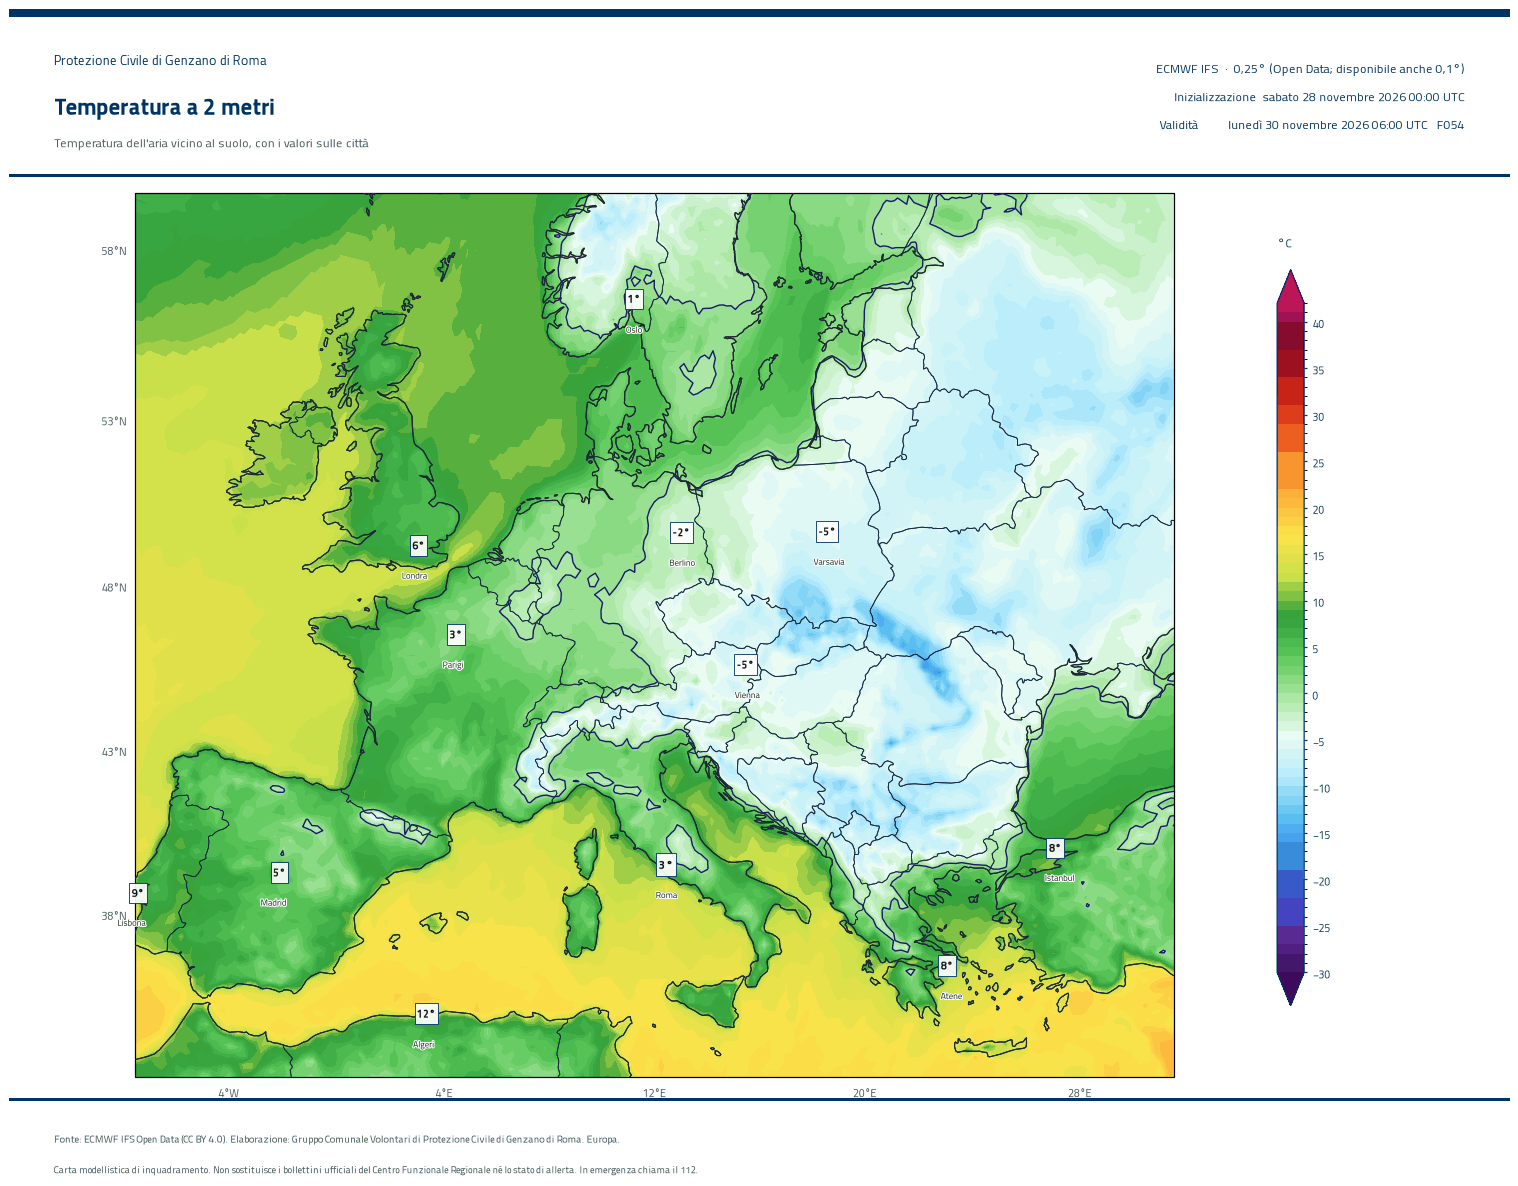 Protezione Civile di Genzano di Roma
Temperatura a 2 metri
Temperatura dell'aria vicino al suolo, con i valori sulle città
ECMWF IFS · 0,25° (Open Data; disponibile anche 0,1°)
Inizializzazione sabato 28 novembre 2026 00:00 UTC
Validità lunedì 30 novembre 2026 06:00 UTC F054
58°N
53°N
48°N
43°N
38°N
4°W
4°E
12°E
20°E
28°E
1°
Oslo
-2°
Berlino
-5°
Varsavia
6°
Londra
3°
Parigi
-5°
Vienna
8°
Istanbul
3°
Roma
5°
Madrid
9°
Lisbona
8°
Atene
12°
Algeri
°C
40
35
30
25
20
15
10
5
0
−5
−10
−15
−20
−25
−30
Fonte: ECMWF IFS Open Data (CC BY 4.0). Elaborazione: Gruppo Comunale Volontari di Protezione Civile di Genzano di Roma. Europa.
Carta modellistica di inquadramento. Non sostituisce i bollettini ufficiali del Centro Funzionale Regionale né lo stato di allerta. In emergenza chiama il 112.